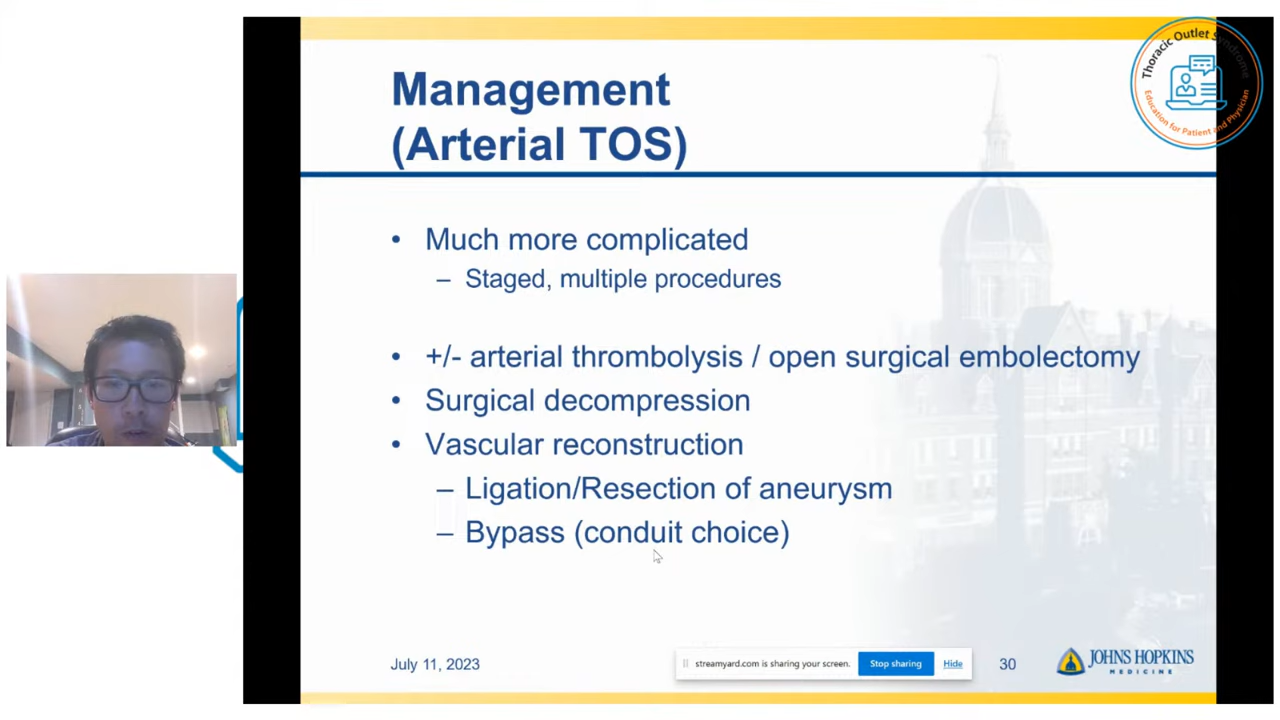 Management
(Arterial TOS)
Thoracic Outlet Syndrome
Education for Patient and Physician
• Much more complicated
– Staged, multiple procedures
• +/- arterial thrombolysis / open surgical embolectomy
• Surgical decompression
• Vascular reconstruction
– Ligation/Resection of aneurysm
– Bypass (conduit choice)
July 11, 2023
streamyard.com is sharing your screen.
Stop sharing
Hide
30
JOHNS HOPKINS
MEDICINE